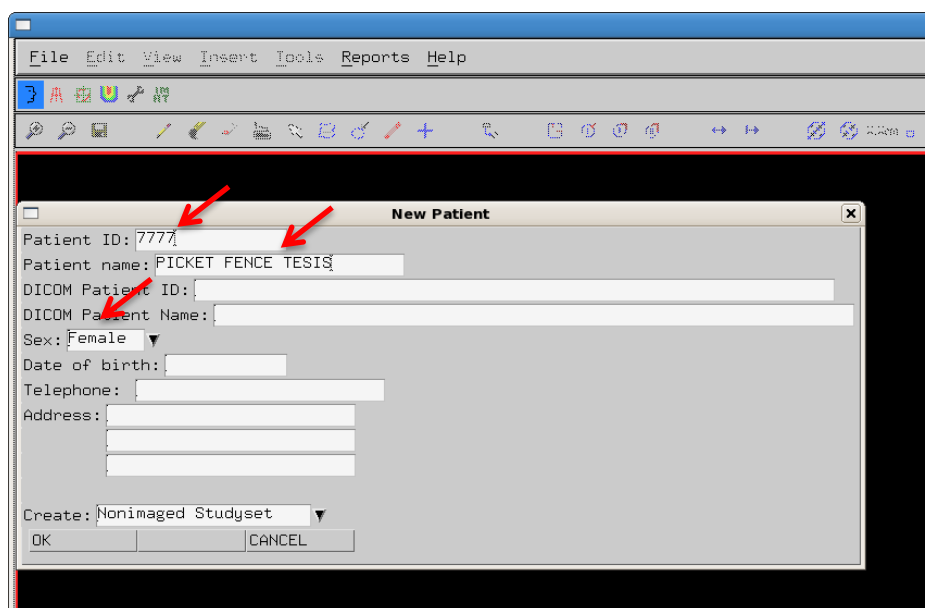 File Edit View Insert Tools Reports Help
New Patient
Patient ID: 7777
Patient name: PICKET FENCE TESIS
DICOM Patient ID:
DICOM Patient Name:
Sex: Female
Date of birth:
Telephone:
Address:
Create: Nonimaged Studyset
OK CANCEL